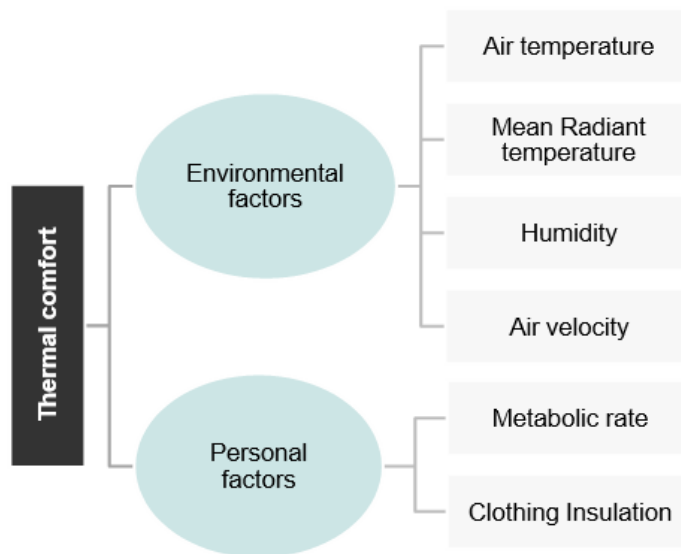 Thermal comfort
Environmental
factors
Air temperature
Mean Radiant
temperature
Humidity
Air velocity
Personal
factors
Metabolic rate
Clothing Insulation